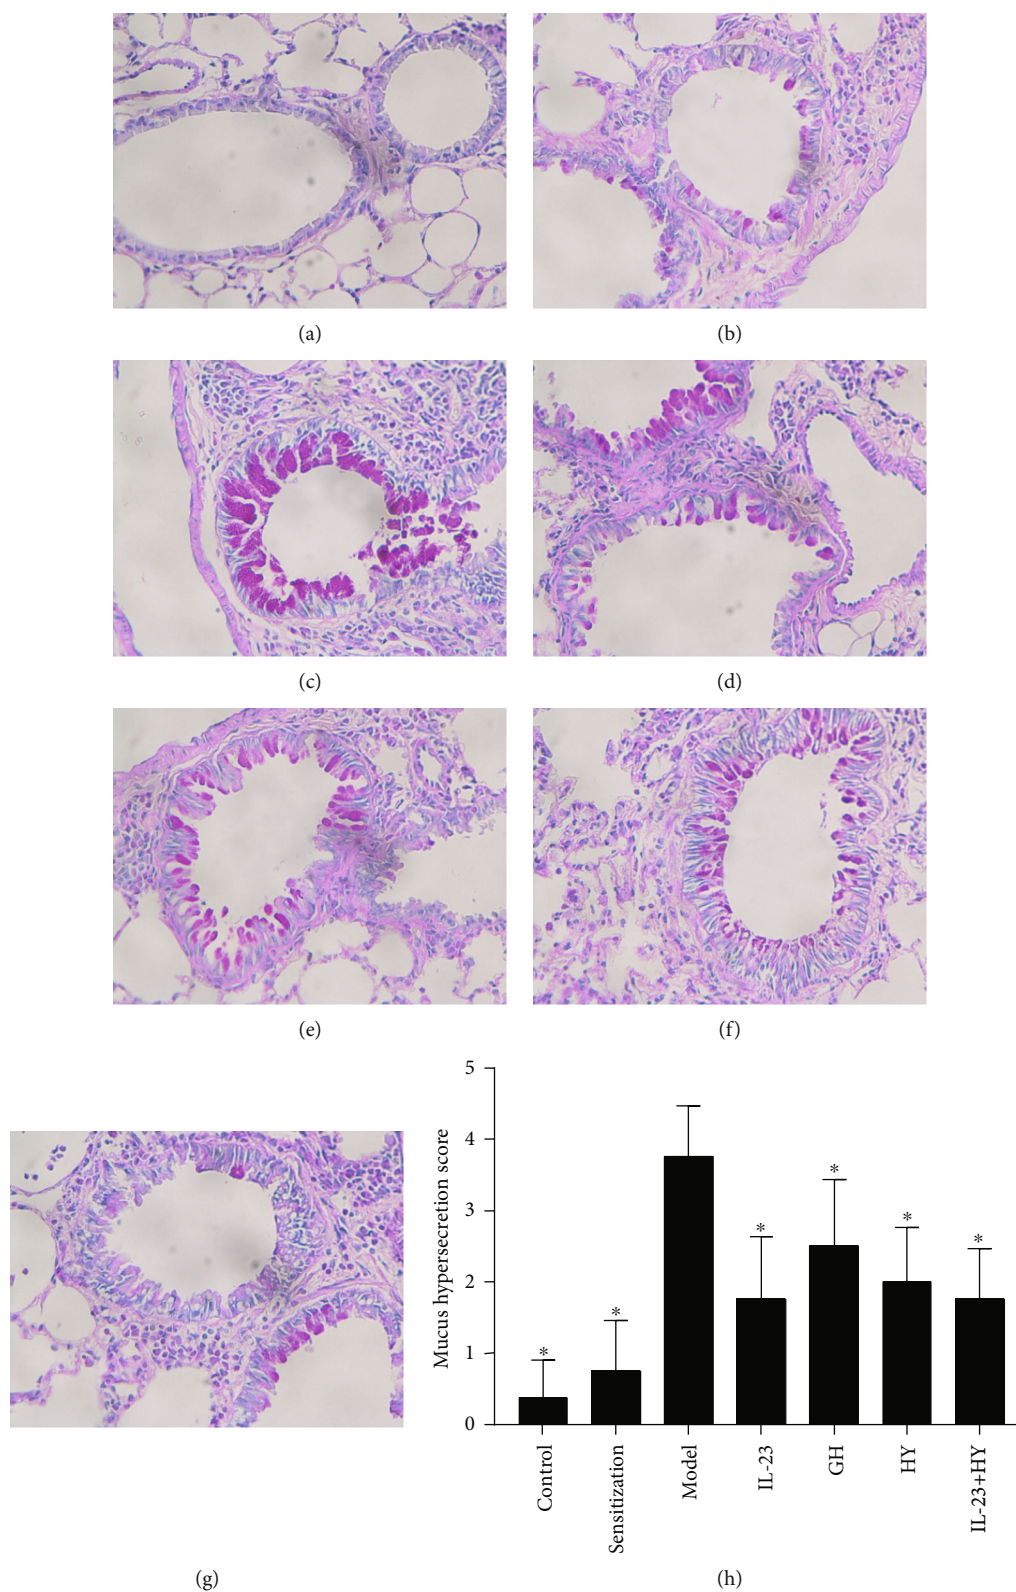 (a)
(b)
(c)
(d)
(e)
(f)
(g)
Mucus hypersecretion score
5
4
3
2
1
0
*
*
*
*
*
*
Control
Sensitization
Model
IL-23
GH
HY
IL-23+HY
(h)